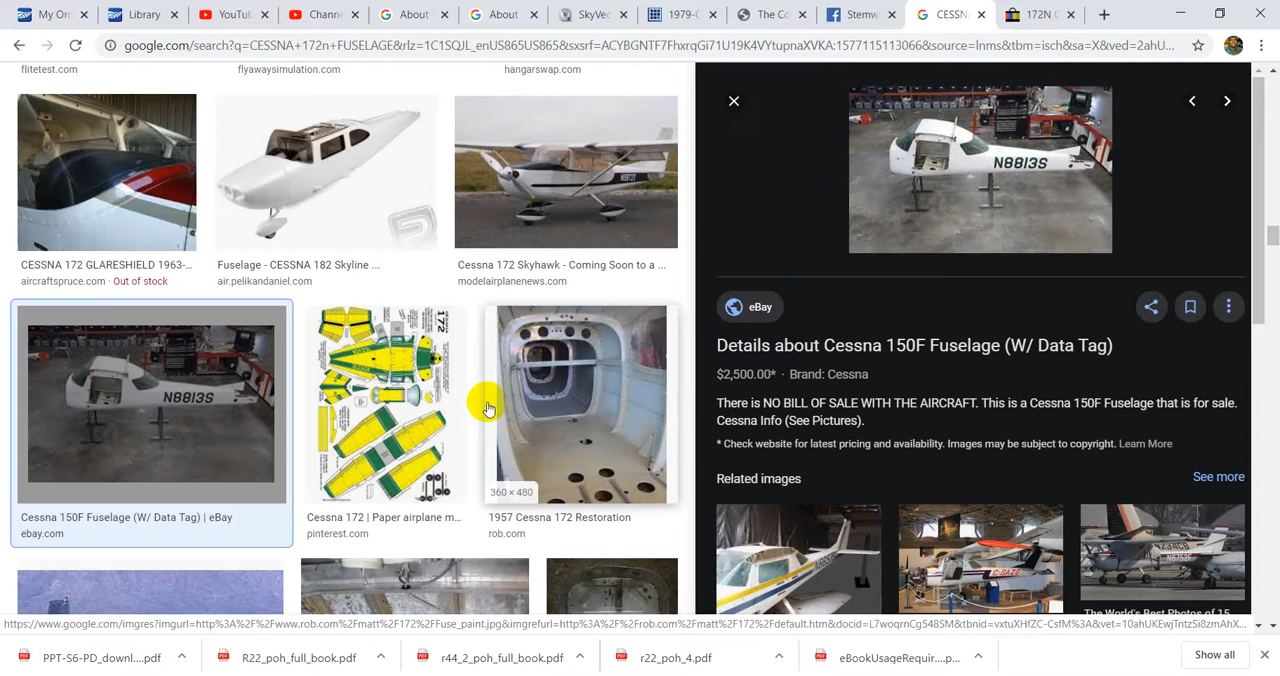 My Or
Library
YouTub
Channe
About
About
SkyVec
1979-C
The Co
Stemw
CESSN
172N C
google.com/search?q=CESSNA+172n+FUSELAGE&rlz=1C1SQJL_enUS865US865&sxsrf=ACYBGNTF7FhxrqGi71U19K4VYtupnaXVKA:1577115113066&source=lnms&tbm=isch&sa=X&ved=2ahU...
flitetest.com
flyawaysimulation.com
hangarswap.com
CESSNA 172 GLARESHIELD 1963-...
aircraftspruce.com · Out of stock
Fuselage - CESSNA 182 Skyline ...
air.pelikandaniel.com
Cessna 172 Skyhawk - Coming Soon to a ...
modelairplanenews.com
N8813S
172
360 × 480
Cessna 150F Fuselage (W/ Data Tag) | eBay
ebay.com
Cessna 172 | Paper airplane m...
pinterest.com
1957 Cessna 172 Restoration
rob.com
N8813S
eBay
Details about Cessna 150F Fuselage (W/ Data Tag)
$2,500.00* · Brand: Cessna
There is NO BILL OF SALE WITH THE AIRCRAFT. This is a Cessna 150F Fuselage that is for sale.
Cessna Info (See Pictures).
* Check website for latest pricing and availability. Images may be subject to copyright. Learn More
Related images
See more
The World's Best Photos of 15
https://www.google.com/imgres?imgurl=http%3A%2F%2Fwww.rob.com%2Fmatt%2F172%2FFuse_paint.jpg&imgrefurl=http%3A%2F%2Frob.com%2Fmatt%2F172%2Fdefault.htm&docid=L7woqrnCg548SM&tbnid=vxtuXHfZC-CsfM%3A&vet=10ahUKEwjTntzSi8zmAhX...
PPT-S6-PD_downl....pdf
R22_poh_full_book.pdf
r44_2_poh_full_book.pdf
r22_poh_4.pdf
eBookUsageRequir....p...
Show all